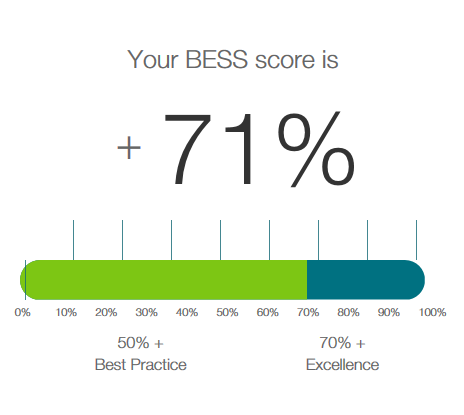 Your BESS score is
+ 71%
0% 10% 20% 30% 40% 50% 60% 70% 80% 90% 100%
50% + 70% +
Best Practice Excellence